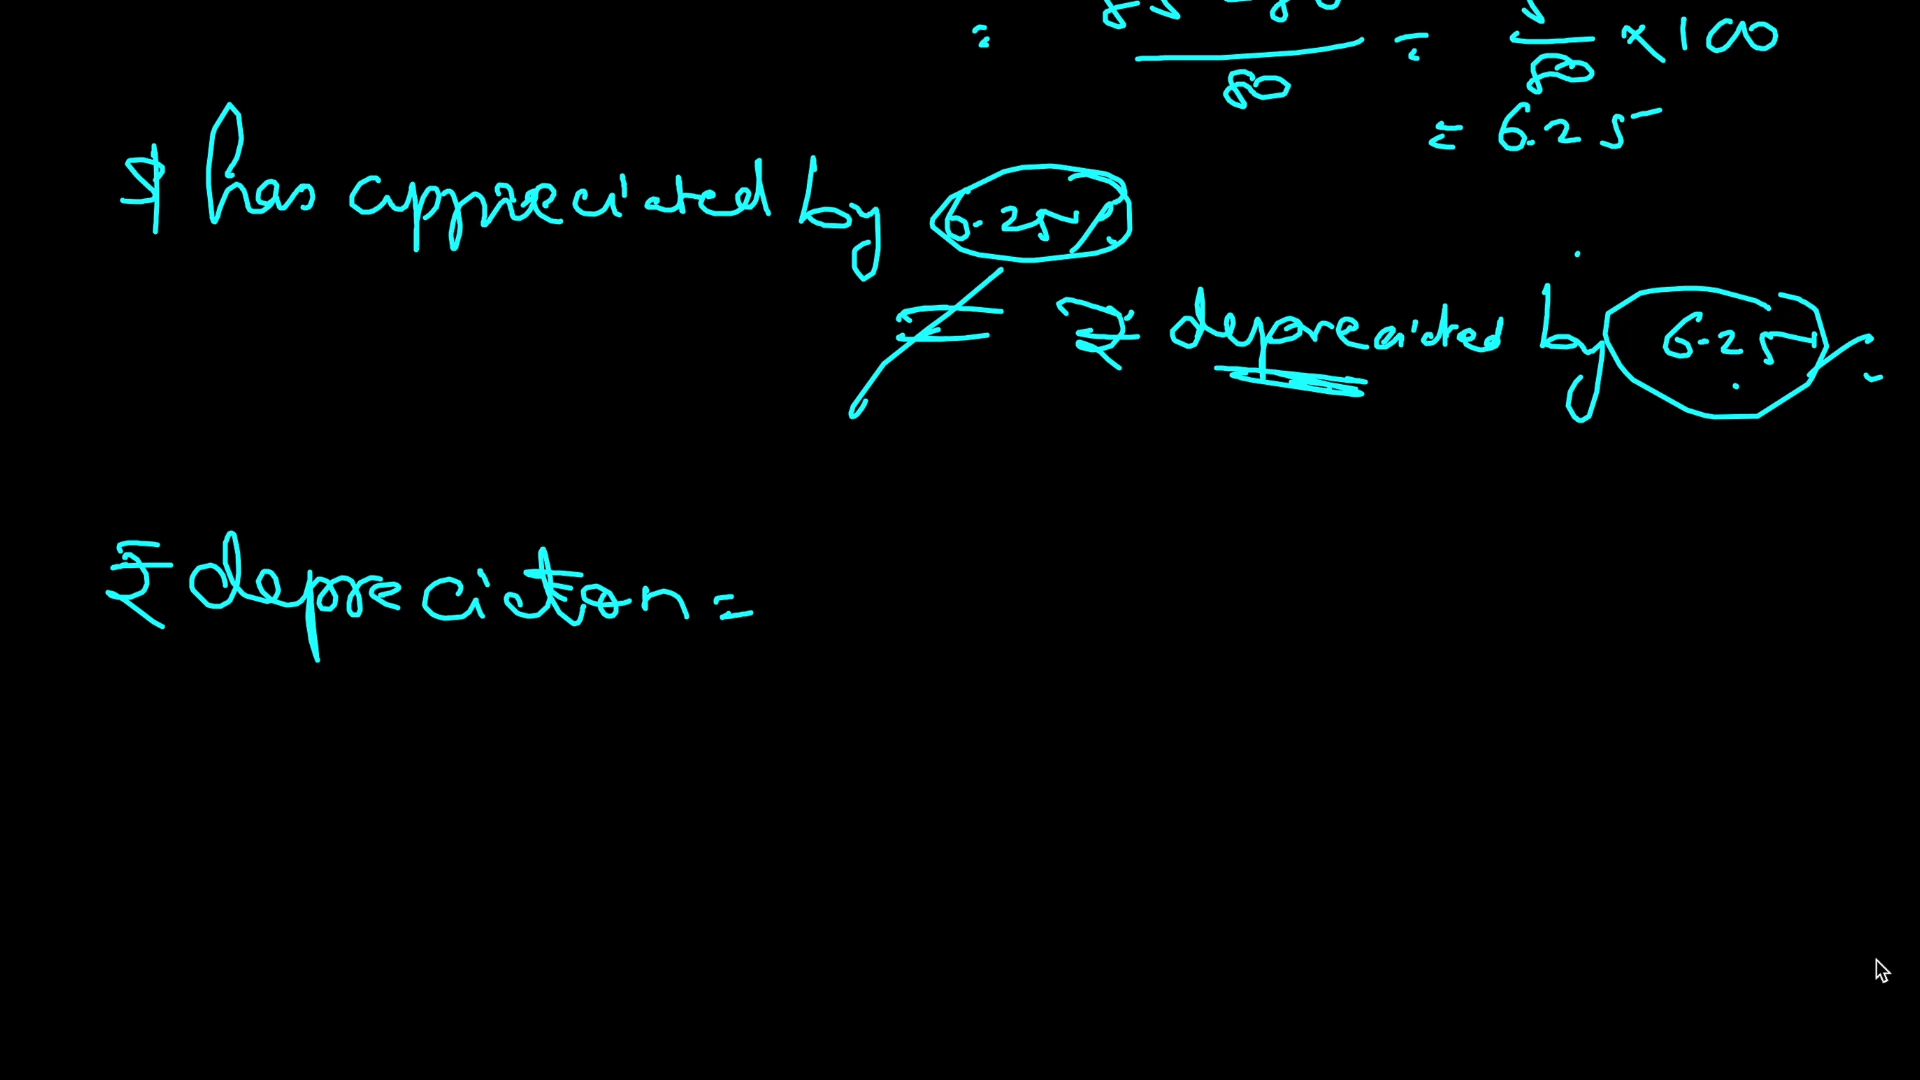 = 85-80 / 80 = 5/80 × 100
= 6.25
$ has appreciated by 6.25%
≠ ₹ depreciated by 6.25%
₹ depreciation =